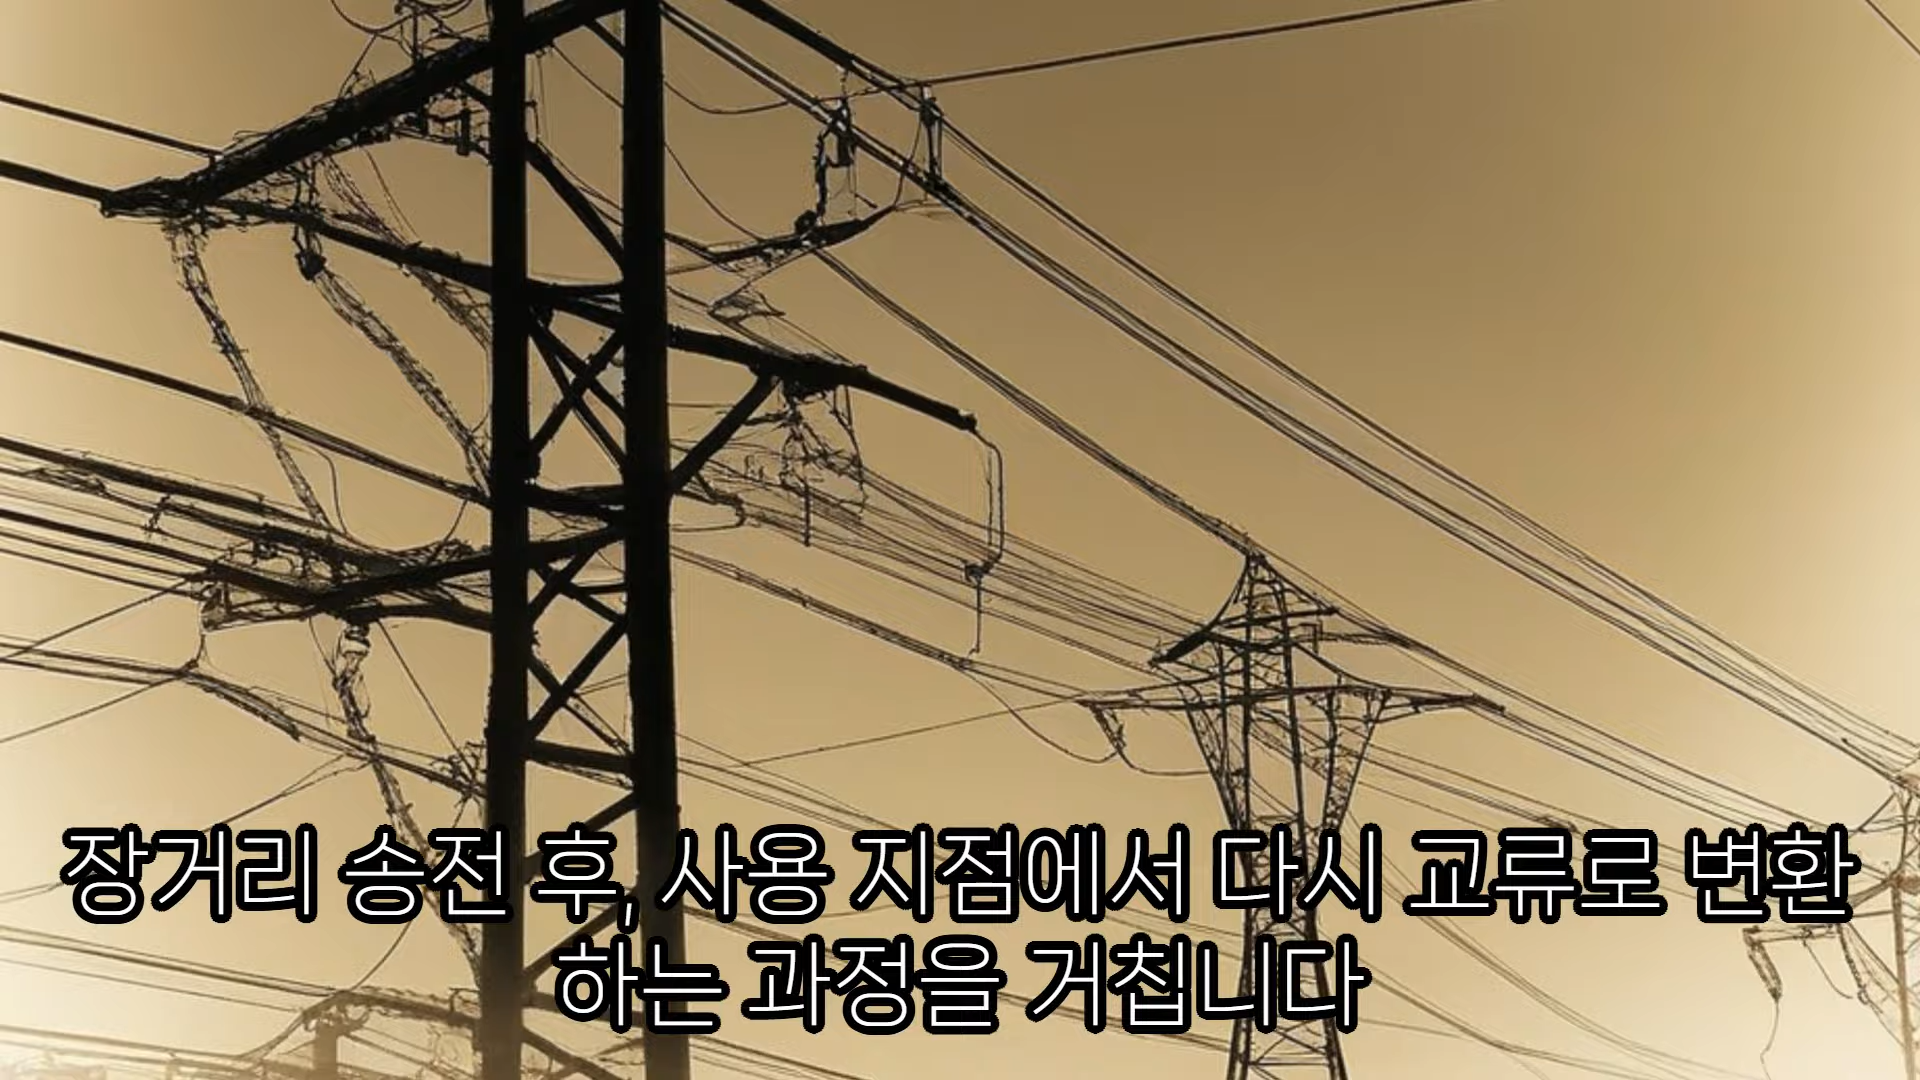 장거리 송전 후, 사용 지점에서 다시 교류로 변환
하는 과정을 거칩니다